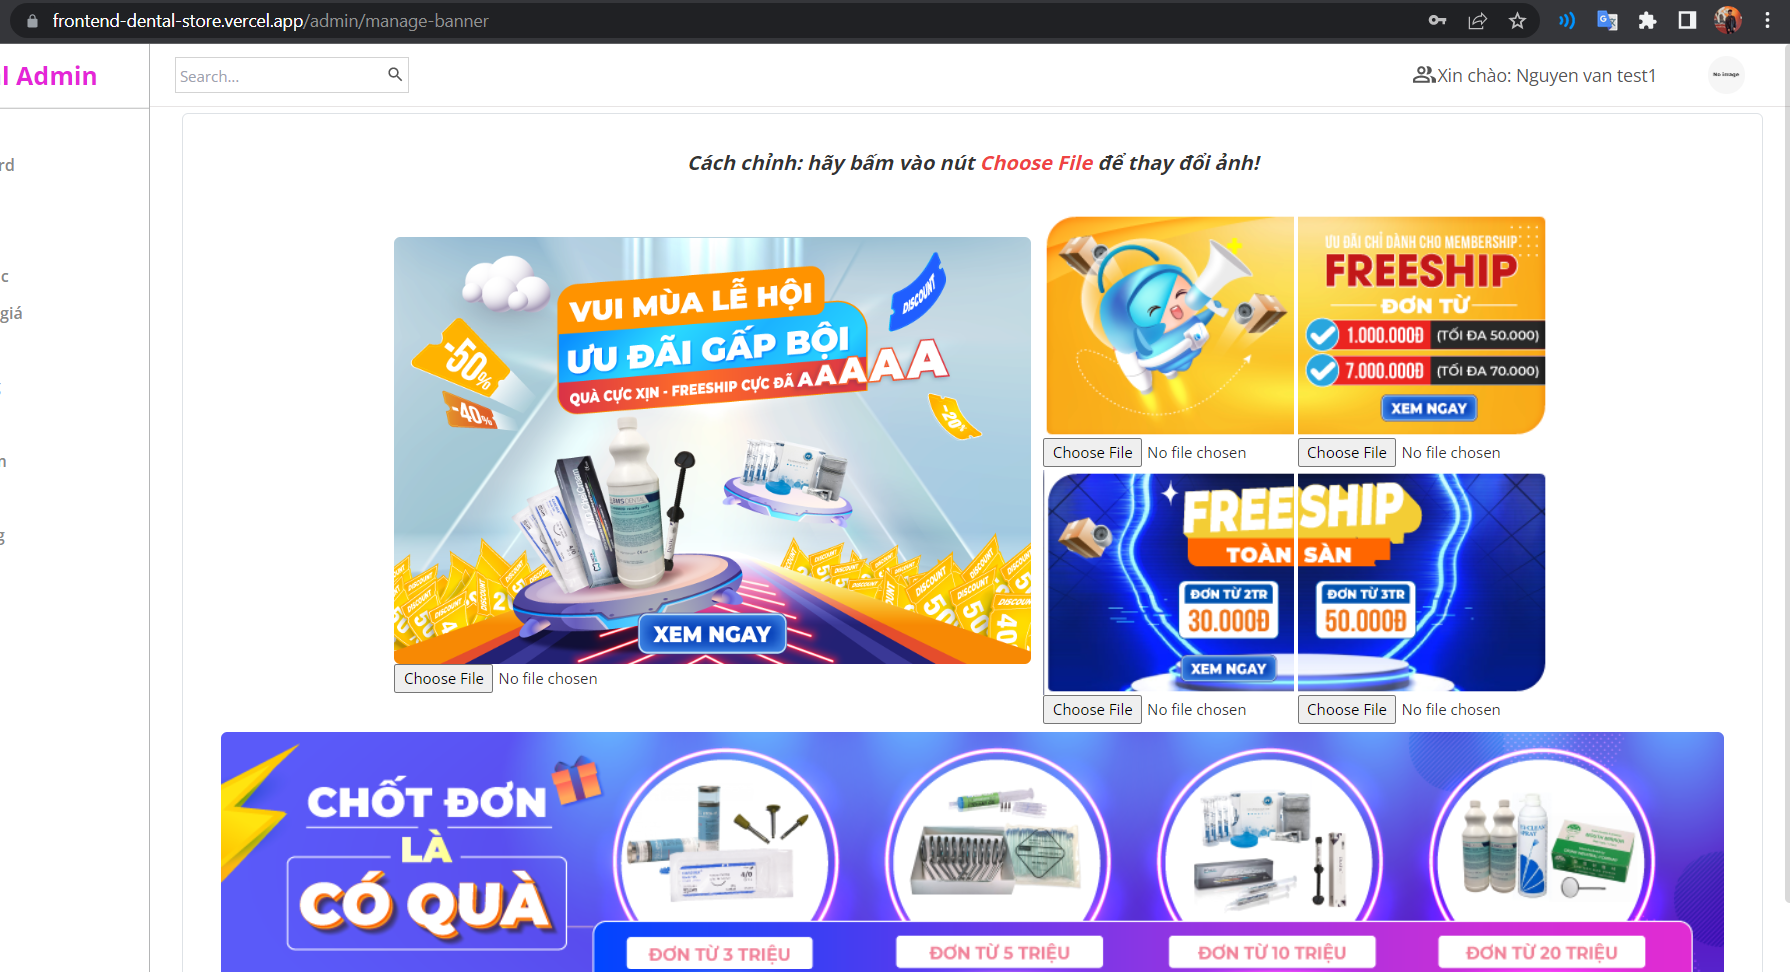 frontend-dental-store.vercel.app/admin/manage-banner
l Admin
Search...
Xin chào: Nguyen van test1
No image
rd
c
giá
g
Cách chỉnh: hãy bấm vào nút Choose File để thay đổi ảnh!
VUI MÙA LỄ HỘI
ƯU ĐÃI GẤP BỘI
QUÀ CỰC XỊN - FREESHIP CỰC ĐÃ AAAAA
DISCOUNT
-50%
-40%
-20%
XEM NGAY
Choose File No file chosen
ƯU ĐÃI CHỈ DÀNH CHO MEMBERSHIP
FREESHIP
ĐƠN TỪ
1.000.000Đ (TỐI ĐA 50.000)
7.000.000Đ (TỐI ĐA 70.000)
XEM NGAY
Choose File No file chosen
Choose File No file chosen
FREESHIP
TOÀN SÀN
ĐƠN TỪ 2TR
30.000Đ
ĐƠN TỪ 3TR
50.000Đ
XEM NGAY
Choose File No file chosen
Choose File No file chosen
CHỐT ĐƠN
LÀ
CÓ QUÀ
ĐƠN TỪ 3 TRIỆU
ĐƠN TỪ 5 TRIỆU
ĐƠN TỪ 10 TRIỆU
ĐƠN TỪ 20 TRIỆU